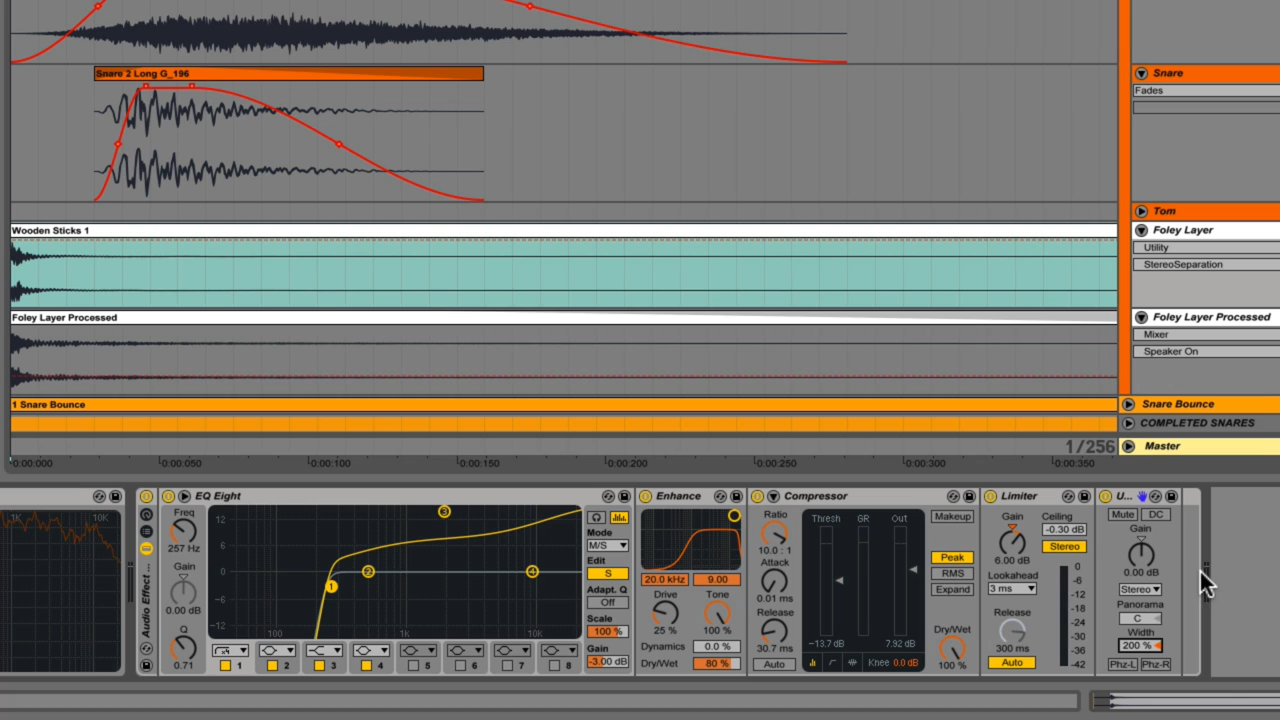 Snare 2 Long G_196
Snare
Fades
Tom
Wooden Sticks 1
Foley Layer
Utility
StereoSeparation
Foley Layer Processed
Foley Layer Processed
Mixer
Speaker On
1 Snare Bounce
Snare Bounce
COMPLETED SNARES
1/256
Master
0:00:000
0:00:050
0:00:100
0:00:150
0:00:200
0:00:250
0:00:300
0:00:350
1K
10K
Audio Effect ...
EQ Eight
Freq
257 Hz
Gain
0.00 dB
Q
0.71
12
6
0
-6
-12
100
1K
10K
1
2
3
4
1
2
3
4
5
6
7
8
Mode
M/S
Edit
S
Adapt. Q
Off
Scale
100 %
Gain
-3.00 dB
Enhance
20.0 kHz
9.00
Drive
Tone
25 %
100 %
Dynamics
0.0 %
Dry/Wet
80 %
Compressor
Ratio
10.0 : 1
Attack
0.01 ms
Release
30.7 ms
Auto
Thresh
GR
Out
-13.7 dB
7.92 dB
Knee 0.0 dB
Makeup
Peak
RMS
Expand
Dry/Wet
100 %
Limiter
Gain
6.00 dB
Ceiling
-0.30 dB
Stereo
Lookahead
3 ms
Release
300 ms
Auto
0
-6
-12
-18
-24
-30
-36
-42
U...
Mute
DC
Gain
0.00 dB
Stereo
Panorama
C
Width
200 %
Phz-L
Phz-R